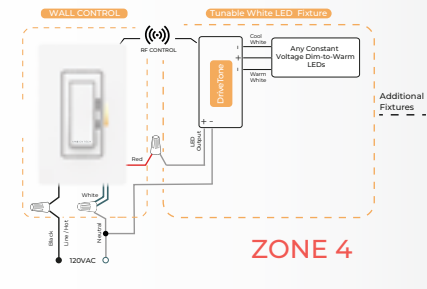 WALL CONTROL
Tunable White LED Fixture
RF CONTROL
Cool
White
Any Constant
Voltage Dim-to-Warm
LEDs
DriveTone
Warm
White
+ -
LED
Output
Additional
Fixtures
Red
White
Black
Line / Hot
Neutral
120VAC
ZONE 4